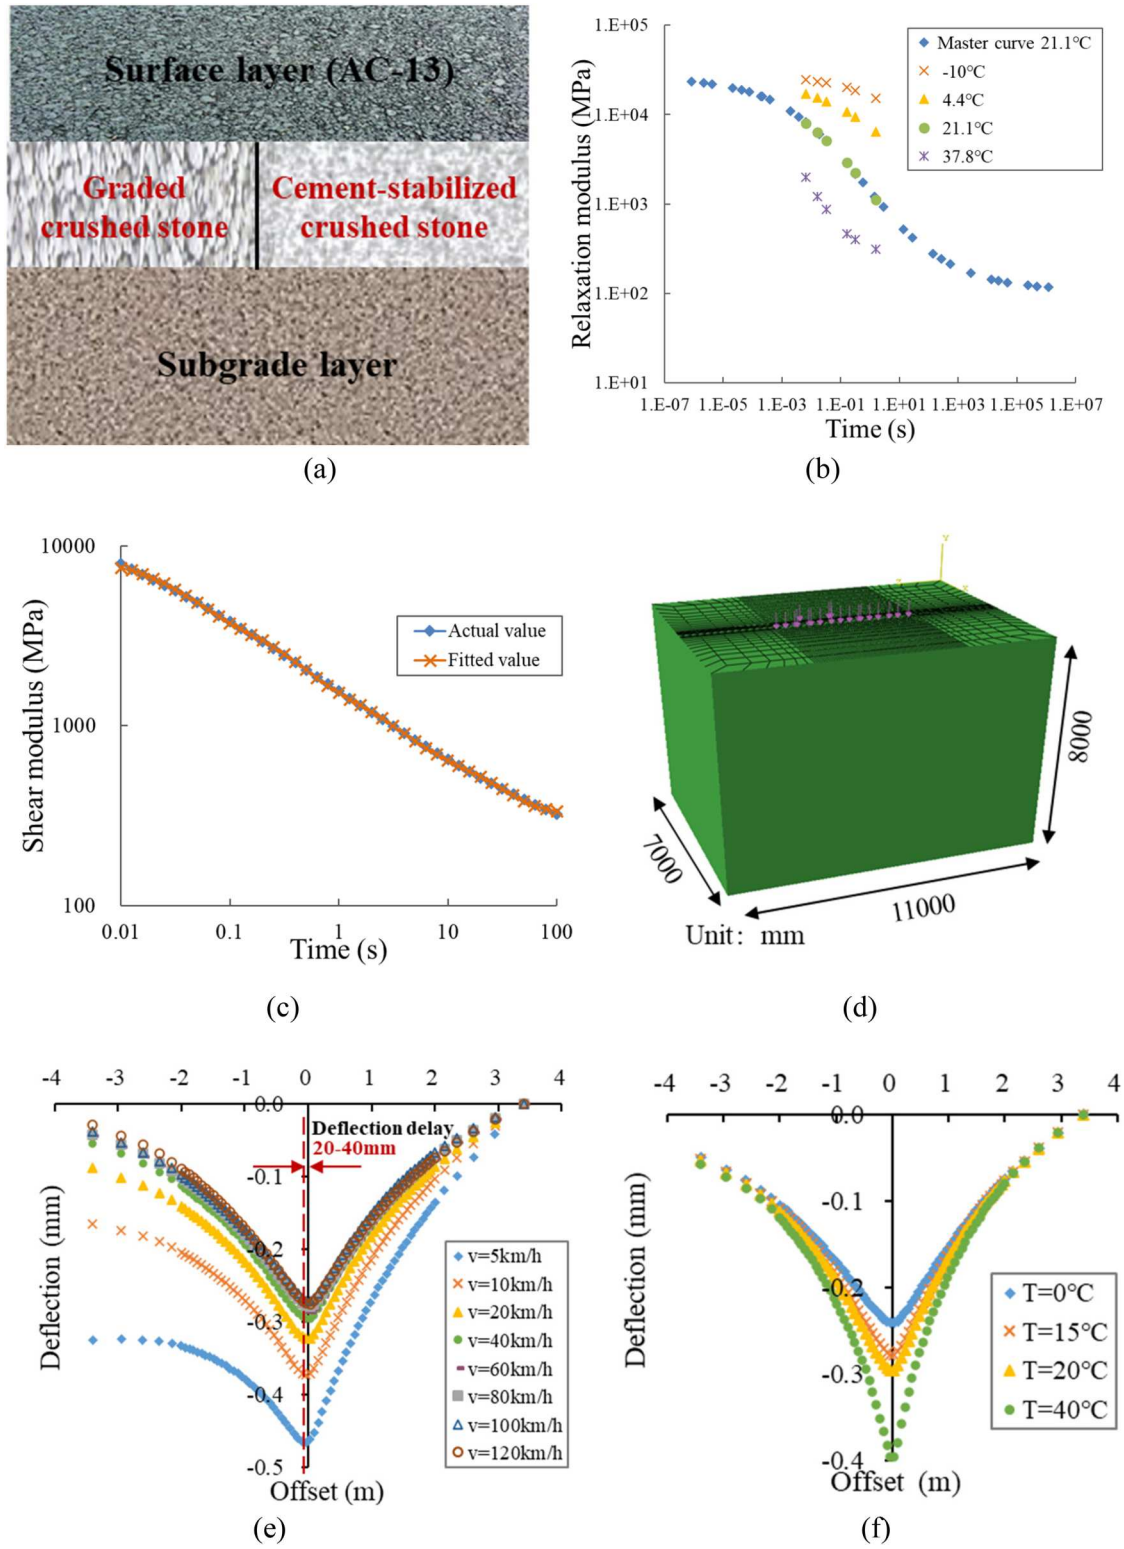 Surface layer (AC-13)
Graded
crushed stone
Cement-stabilized
crushed stone
Subgrade layer
(a)
1.E+05
1.E+04
1.E+03
1.E+02
1.E+01
Relaxation modulus (MPa)
Master curve 21.1℃
-10℃
4.4℃
21.1℃
37.8℃
1.E-07 1.E-05 1.E-03 1.E-01 1.E+01 1.E+03 1.E+05 1.E+07
Time (s)
(b)
10000
1000
100
Shear modulus (MPa)
Actual value
Fitted value
0.01 0.1 1 10 100
Time (s)
(c)
Y
8000
7000
11000
Unit: mm
(d)
-4 -3 -2 -1 0 1 2 3 4
0.0
-0.1
-0.2
-0.3
-0.4
-0.5
Deflection delay
20-40mm
Deflection (mm)
v=5km/h
v=10km/h
v=20km/h
v=40km/h
v=60km/h
v=80km/h
v=100km/h
v=120km/h
Offset (m)
(e)
-4 -3 -2 -1 0 1 2 3 4
0.0
-0.1
-0.2
-0.3
-0.4
Deflection (mm)
T=0℃
T=15℃
T=20℃
T=40℃
Offset (m)
(f)